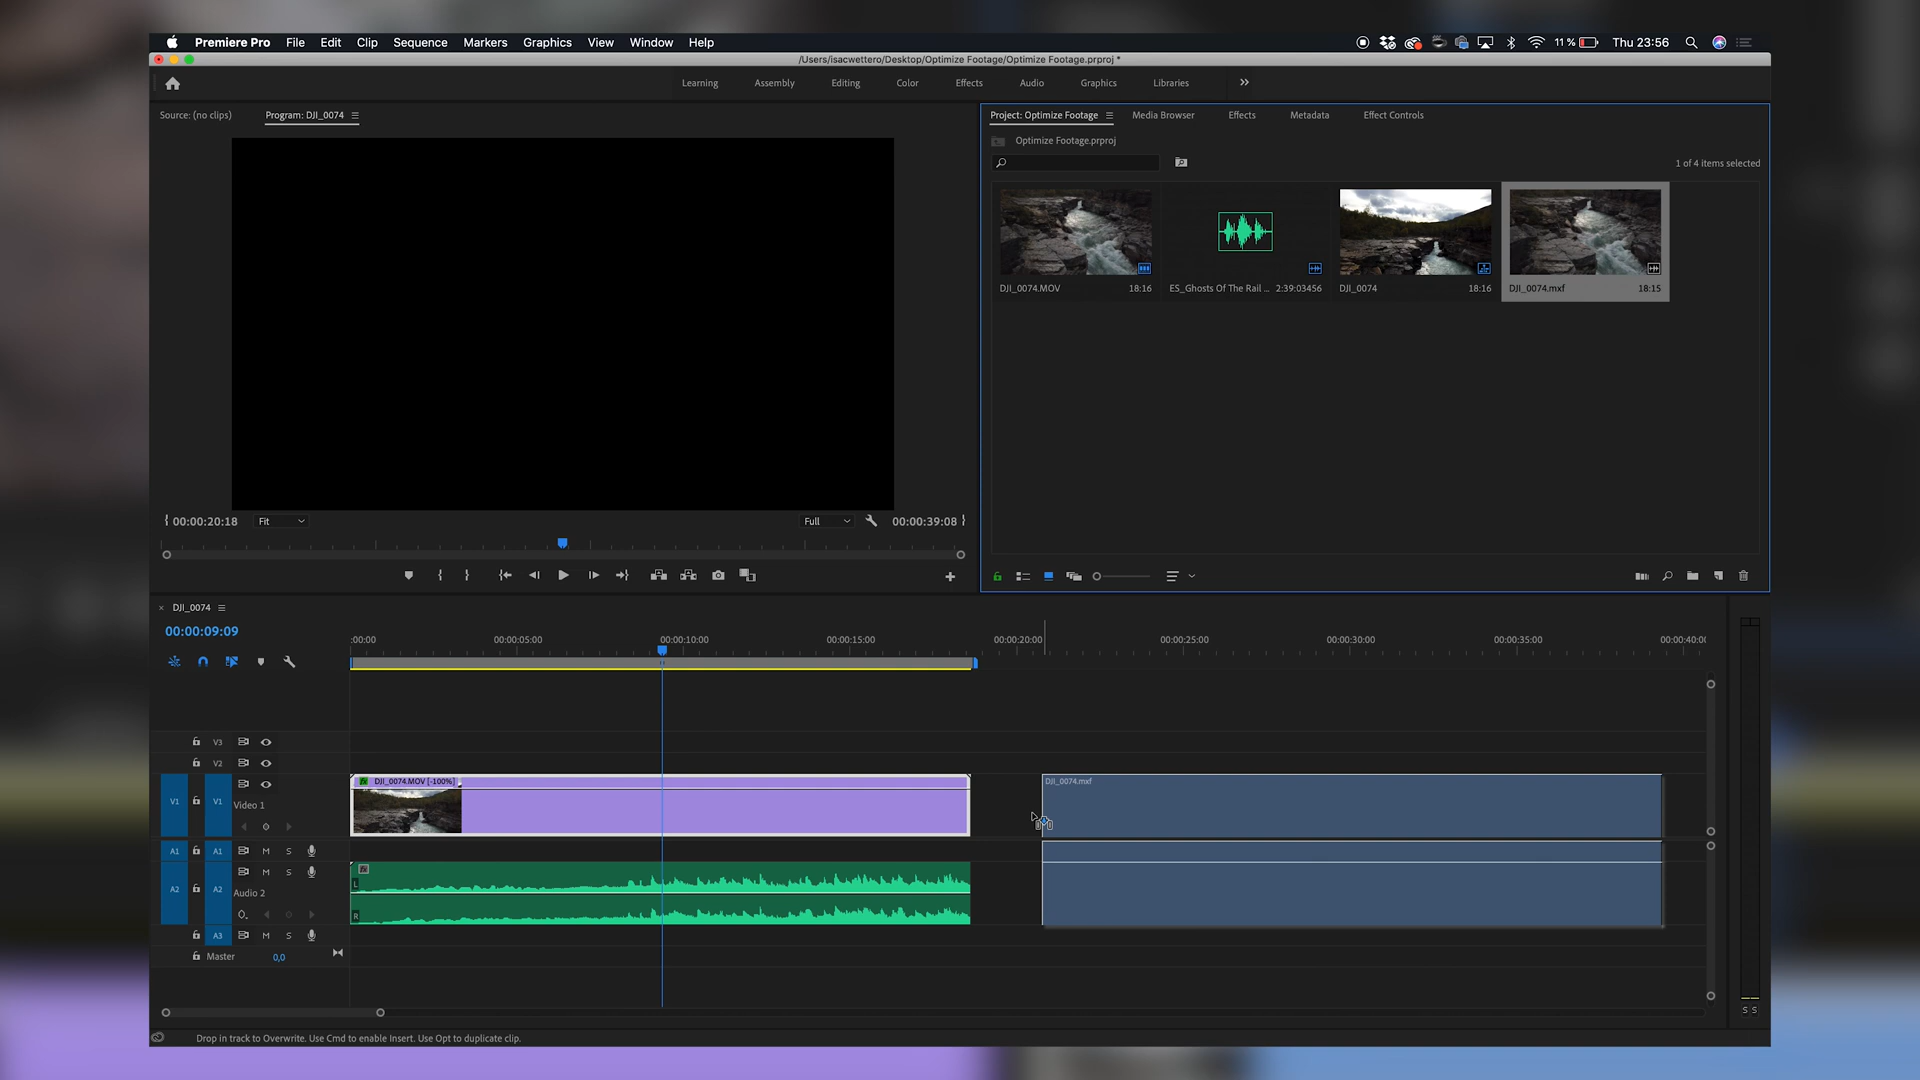 Premiere Pro File Edit Clip Sequence Markers Graphics View Window Help 11 % Thu 23:56
/Users/isacwettero/Desktop/Optimize Footage/Optimize Footage.prproj *
Learning Assembly Editing Color Effects Audio Graphics Libraries
Source: (no clips) Program: DJI_0074
Project: Optimize Footage Media Browser Effects Metadata Effect Controls
Optimize Footage.prproj
1 of 4 items selected
DJI_0074.MOV 18:16 ES_Ghosts Of The Rail ... 2:39:03456 DJI_0074 18:16 DJI_0074.mxf 18:15
00:00:20:18 Fit Full 00:00:39:08
DJI_0074
00:00:09:09
:00:00 00:00:05:00 00:00:10:00 00:00:15:00 00:00:20:00 00:00:25:00 00:00:30:00 00:00:35:00 00:00:40:00
V3
V2
V1 V1 Video 1
DJI_0074.MOV [-100%] DJI_0074.mxf
A1 A1 M S
A2 A2 M S
Audio 2
L
R
A3 M S
Master 0,0
S S
Drop in track to Overwrite. Use Cmd to enable Insert. Use Opt to duplicate clip.